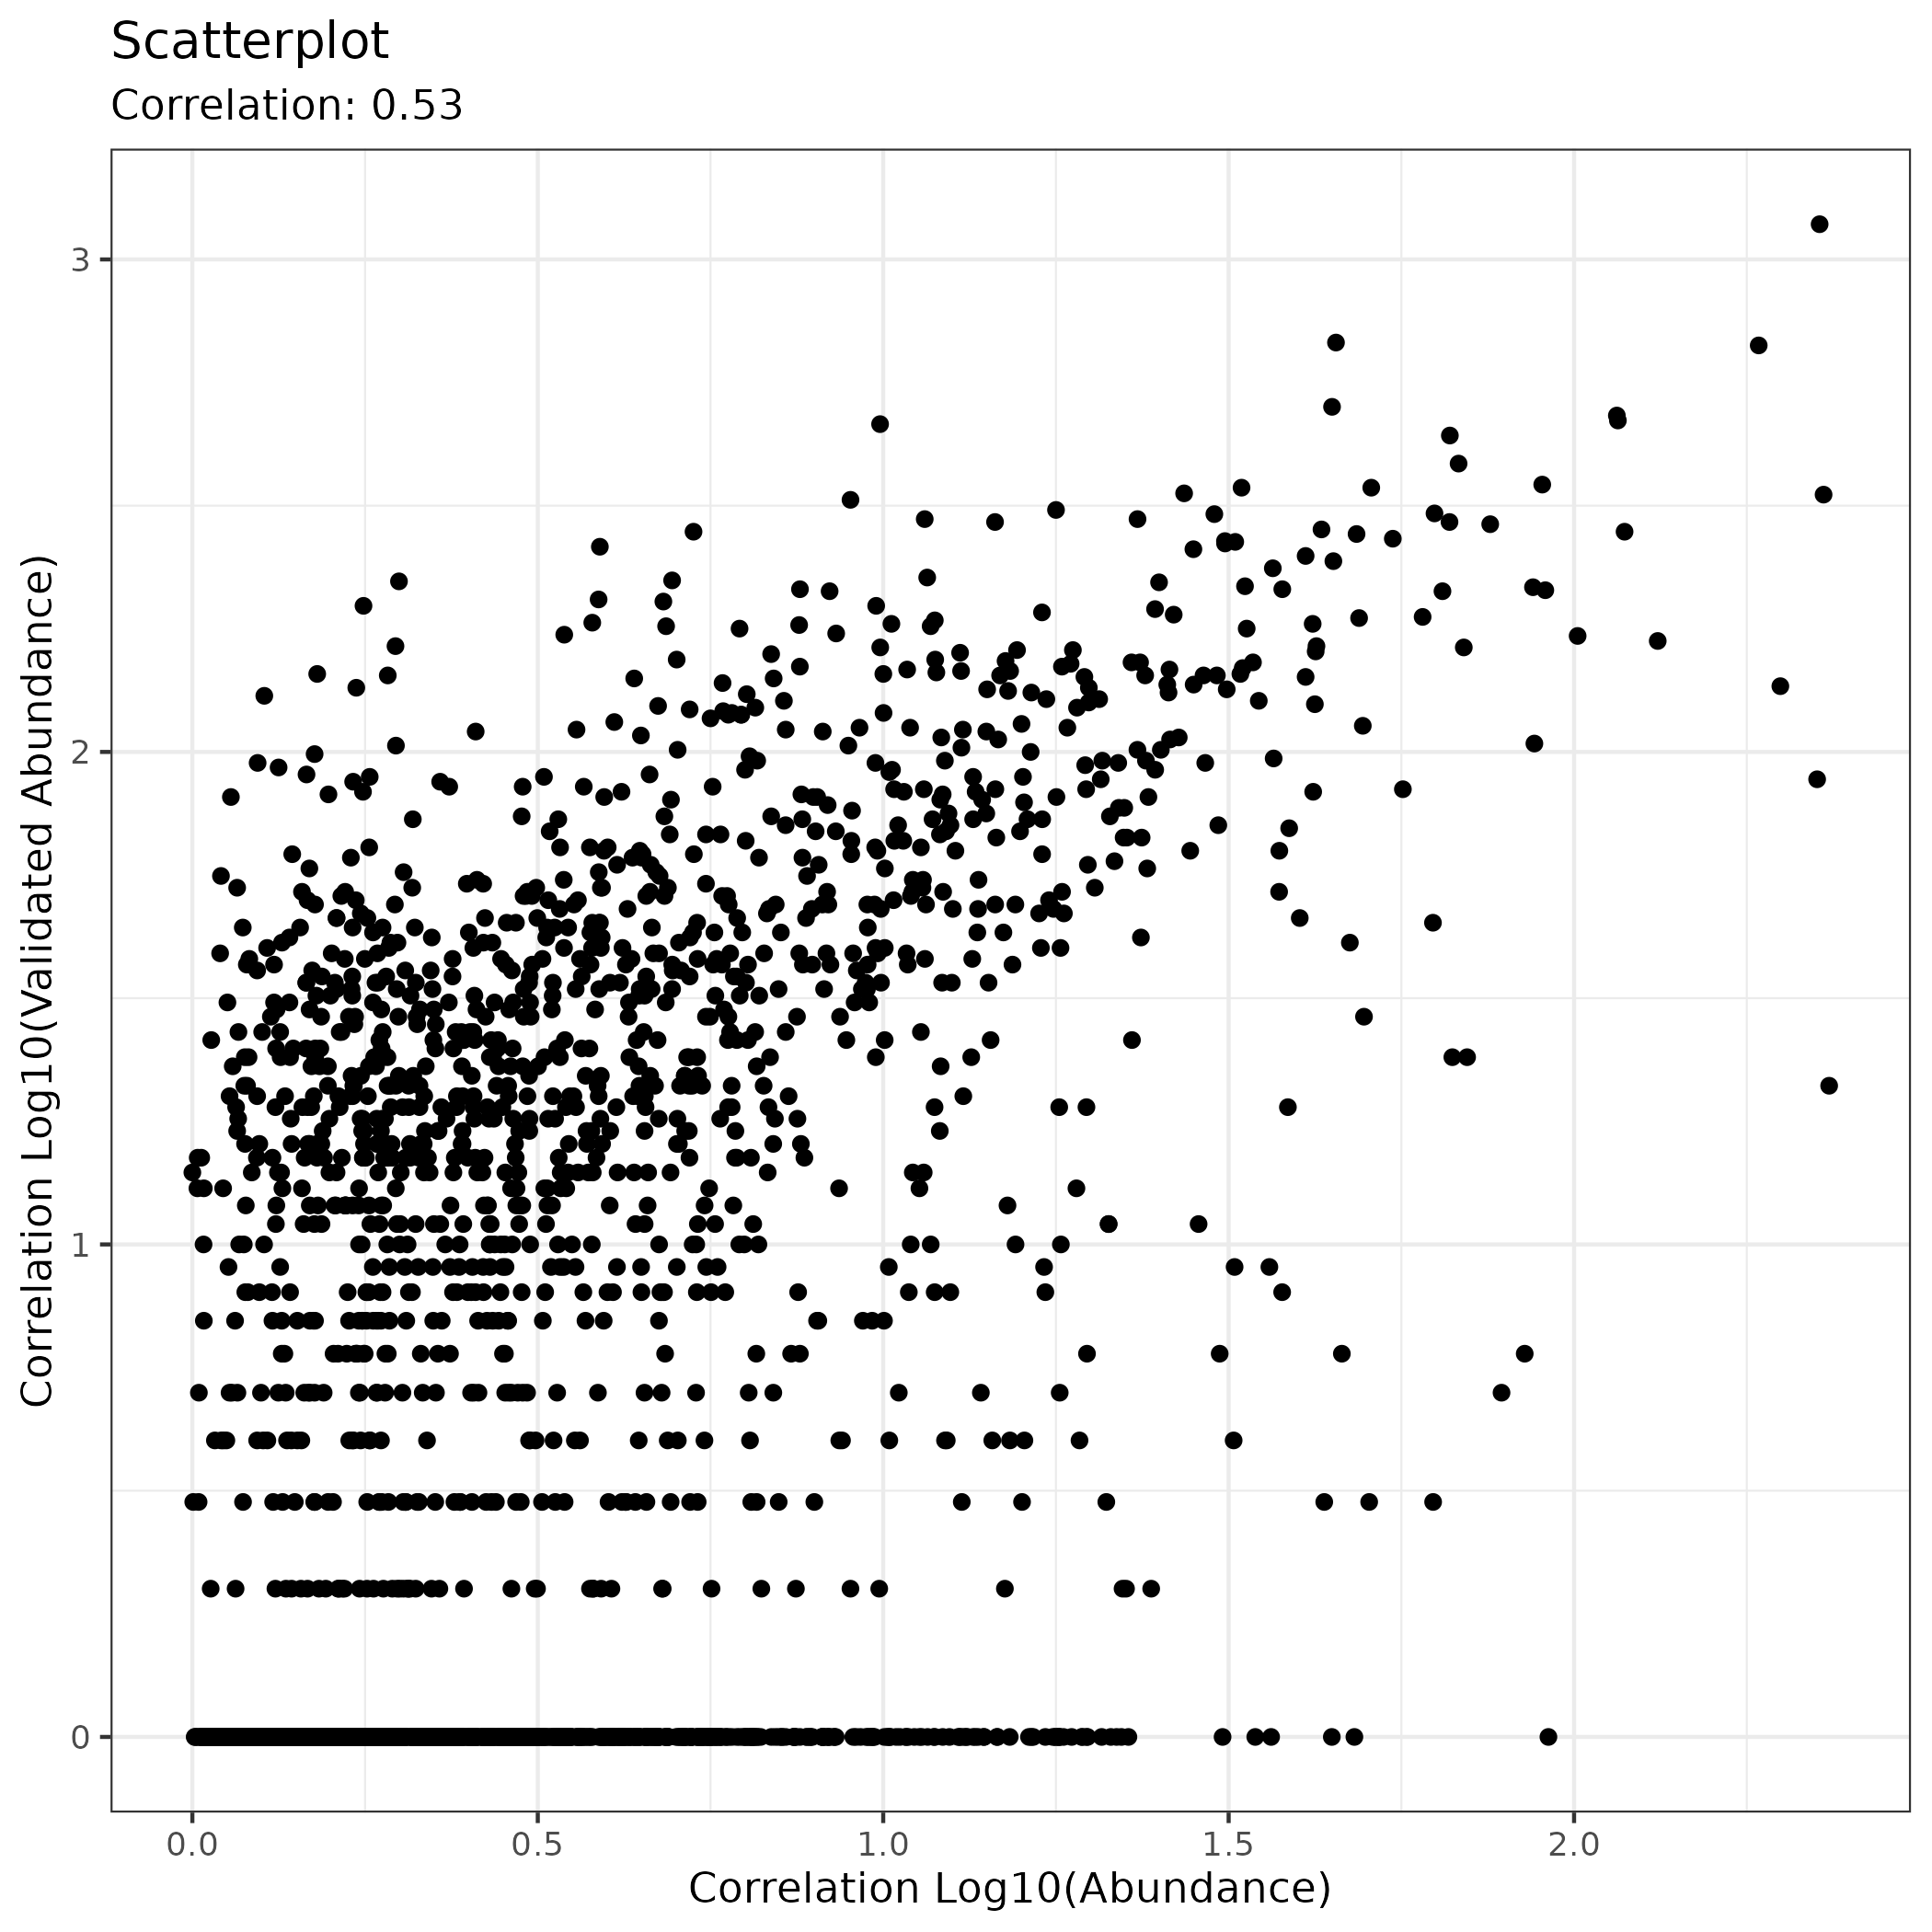 Scatterplot
Correlation: 0.53
Correlation Log10(Validated Abundance)
3
2
1
0
0.0
0.5
1.0
1.5
2.0
Correlation Log10(Abundance)